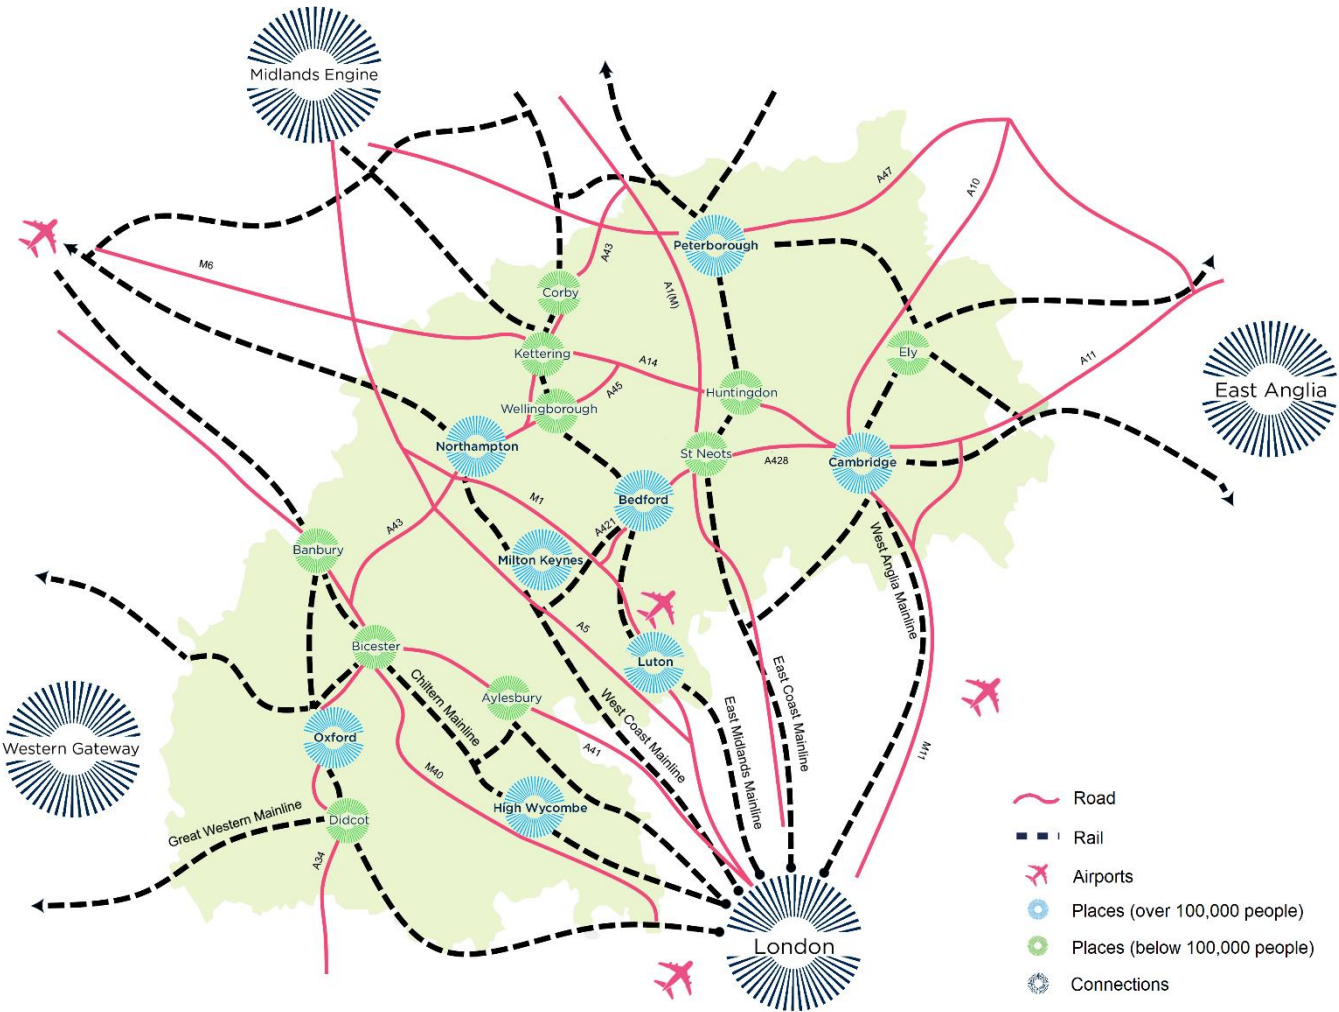 Midlands Engine
A47
A10
Peterborough
A43
M6
Corby
A1(M)
Kettering
A14
Ely
A11
A45
Huntingdon
East Anglia
Wellingborough
Northampton
St Neots
A428
Cambridge
M1
Bedford
A43
A421
Banbury
Milton Keynes
West Anglia Mainline
A5
Bicester
Luton
Chiltern Mainline
Aylesbury
West Coast Mainline
East Midlands Mainline
East Coast Mainline
Western Gateway
Oxford
A41
M11
M40
High Wycombe
Great Western Mainline
Didcot
A34
London
Road
Rail
Airports
Places (over 100,000 people)
Places (below 100,000 people)
Connections